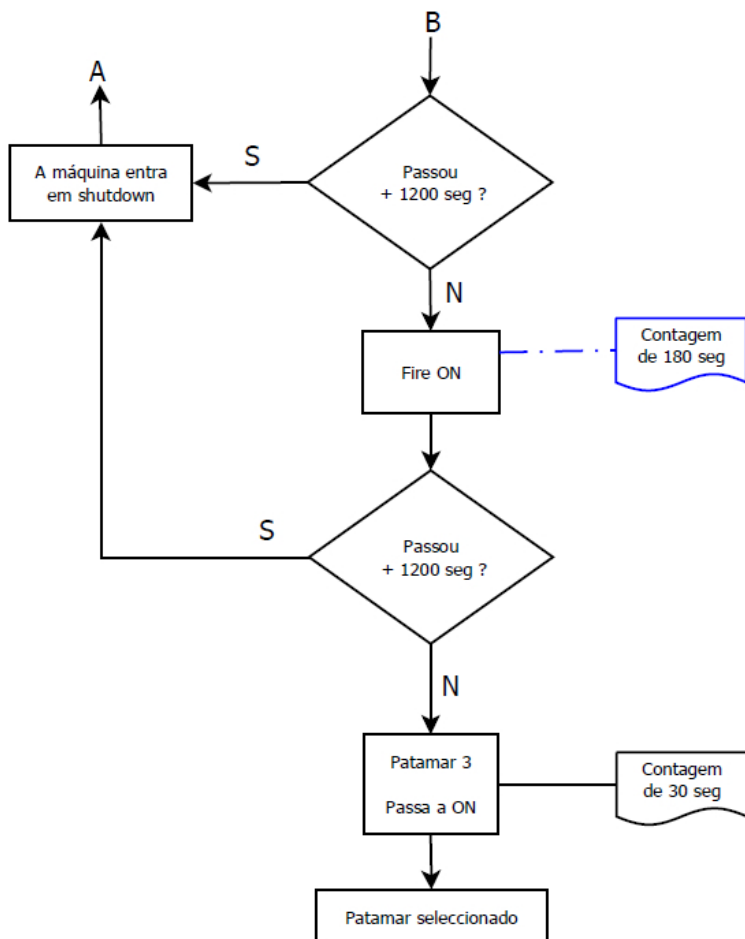 B
A
S
A máquina entra
em shutdown
Passou
+ 1200 seg ?
N
Contagem
de 180 seg
Fire ON
S
Passou
+ 1200 seg ?
N
Patamar 3
Passa a ON
Contagem
de 30 seg
Patamar seleccionado